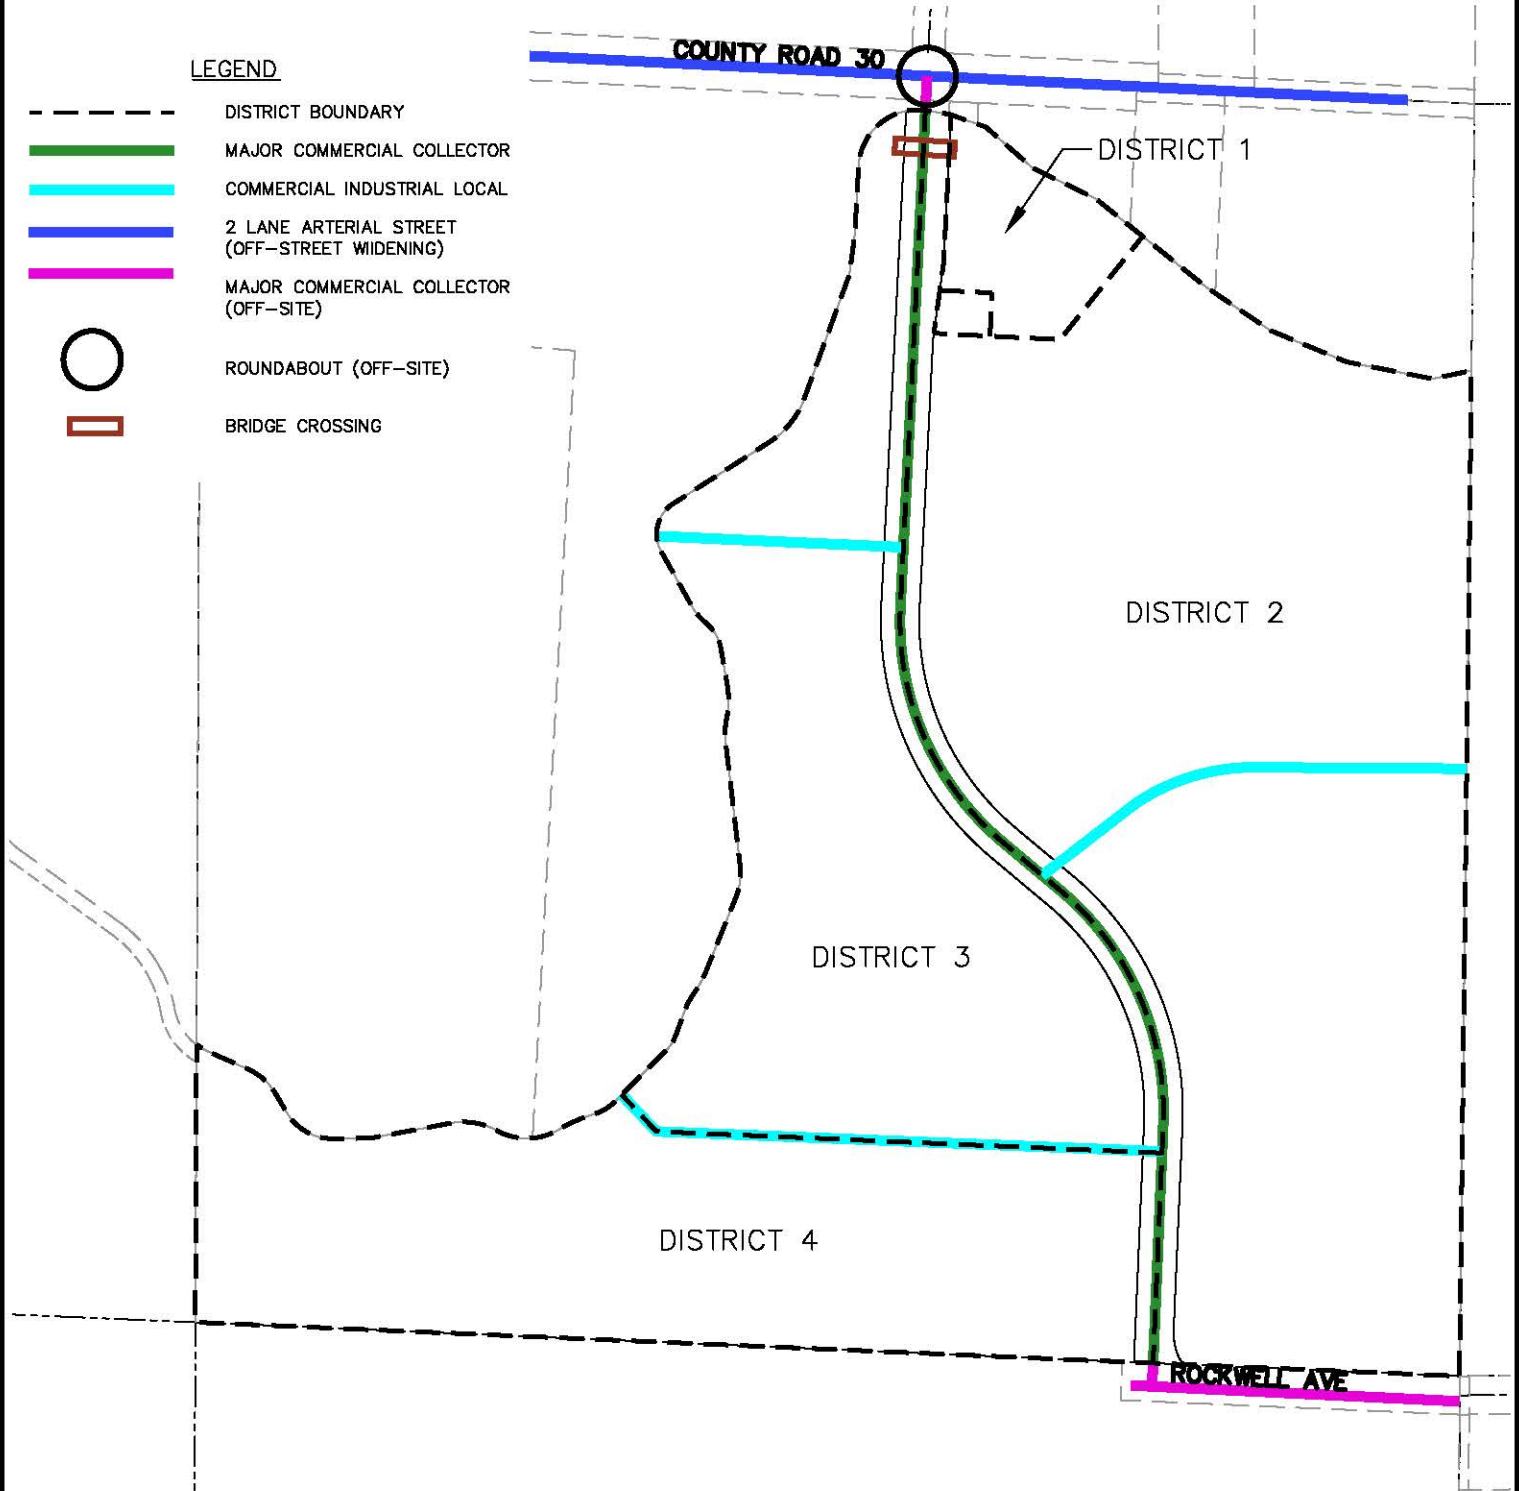 LEGEND
DISTRICT BOUNDARY
MAJOR COMMERCIAL COLLECTOR
COMMERCIAL INDUSTRIAL LOCAL
2 LANE ARTERIAL STREET
(OFF-STREET WIDENING)
MAJOR COMMERCIAL COLLECTOR
(OFF-SITE)
ROUNDABOUT (OFF-SITE)
BRIDGE CROSSING
COUNTY ROAD 30
DISTRICT 1
DISTRICT 2
DISTRICT 3
DISTRICT 4
ROCKWELL AVE